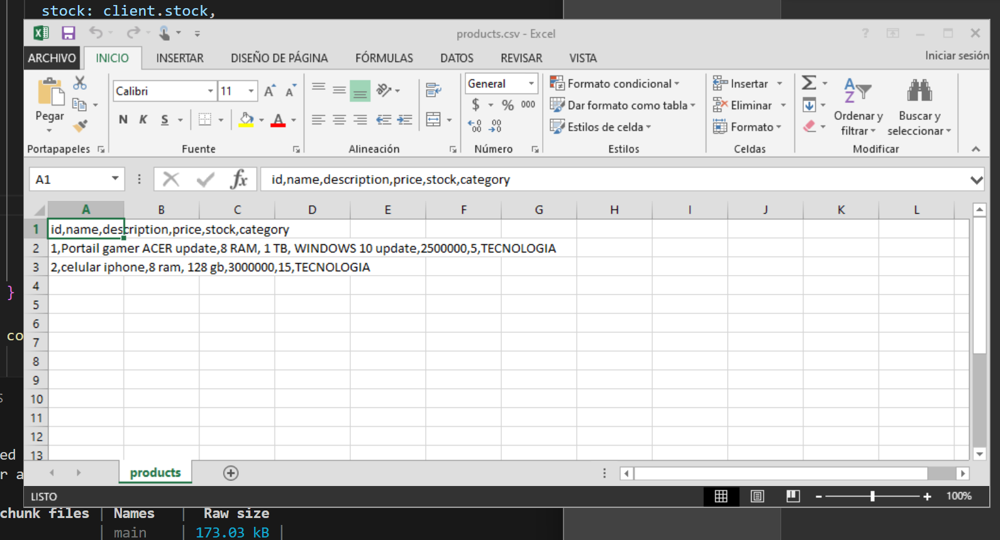 stock: client.stock,
products.csv - Excel
?
ARCHIVO INICIO INSERTAR DISEÑO DE PÁGINA FÓRMULAS DATOS REVISAR VISTA Iniciar sesión
Calibri 11 A A General Formato condicional Insertar Σ A Z
Pegar $ % 000 Dar formato como tabla Eliminar Ordenar y filtrar Buscar y seleccionar
N K S A Estilos de celda Formato
Portapapeles Fuente Alineación Número Estilos Celdas Modificar
A1 fx id,name,description,price,stock,category
A B C D E F G H I J K L
1 id,name,description,price,stock,category
2 1,Portail gamer ACER update,8 RAM, 1 TB, WINDOWS 10 update,2500000,5,TECNOLOGIA
3 2,celular iphone,8 ram, 128 gb,3000000,15,TECNOLOGIA
4
}
5
6
co
7
8
9
10
S
11
12
13
ed
r a
products
LISTO 100%
chunk files | Names | Raw size
| main | 173.03 kB |